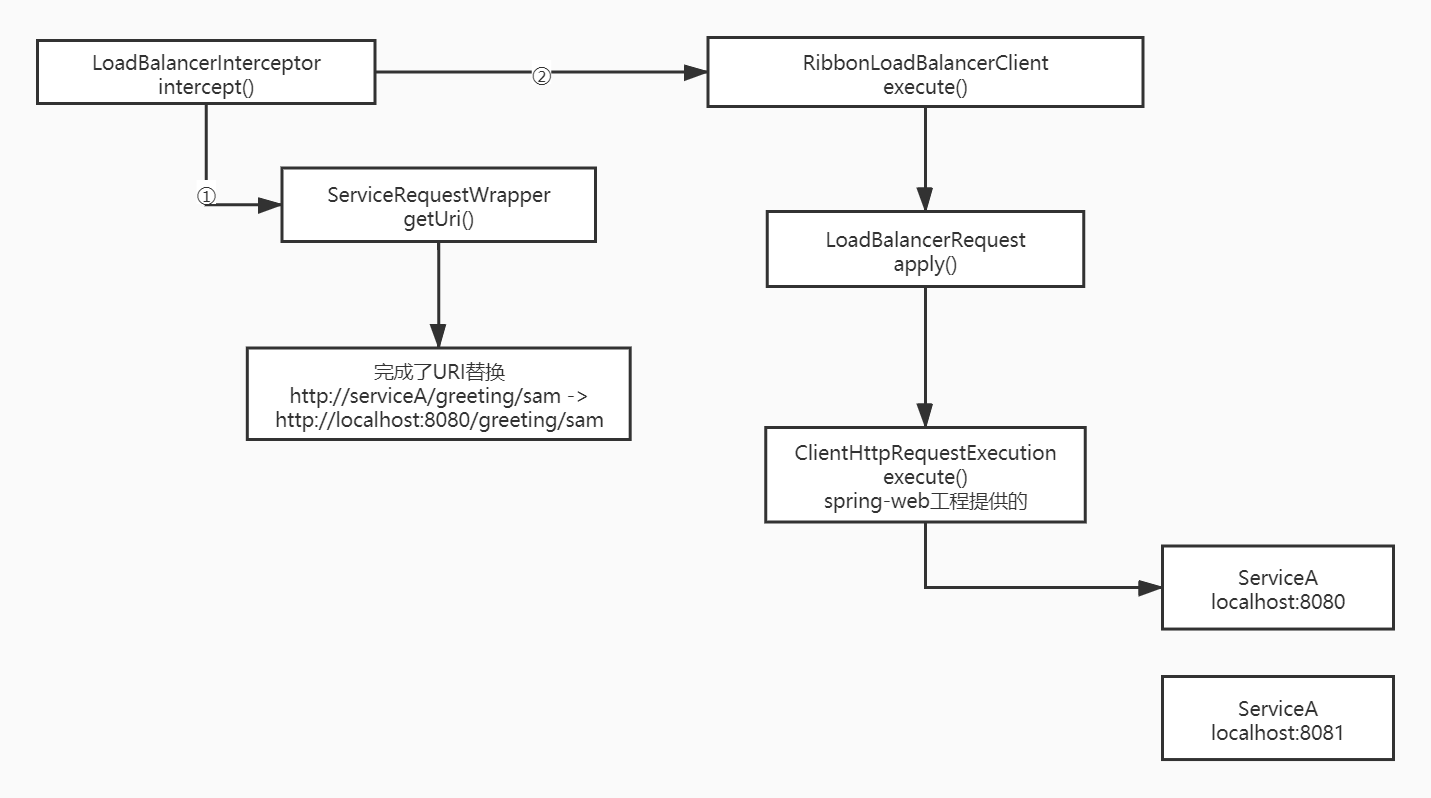 LoadBalancerInterceptor
intercept()
②
RibbonLoadBalancerClient
execute()
①
ServiceRequestWrapper
getUri()
LoadBalancerRequest
apply()
完成了URI替换
http://serviceA/greeting/sam ->
http://localhost:8080/greeting/sam
ClientHttpRequestExecution
execute()
spring-web工程提供的
ServiceA
localhost:8080
ServiceA
localhost:8081